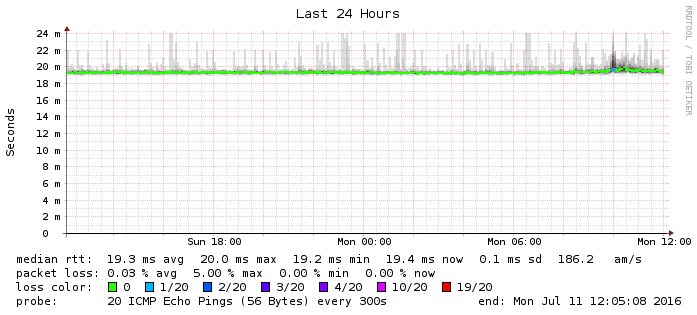 Last 24 Hours
RRDTOOL / TOBI OETIKER
Seconds
24 m
22 m
20 m
18 m
16 m
14 m
12 m
10 m
8 m
6 m
4 m
2 m
0
Sun 18:00 Mon 00:00 Mon 06:00 Mon 12:00
median rtt: 19.3 ms avg 20.0 ms max 19.2 ms min 19.4 ms now 0.1 ms sd 186.2 am/s
packet loss: 0.03 % avg 5.00 % max 0.00 % min 0.00 % now
loss color: 0 1/20 2/20 3/20 4/20 10/20 19/20
probe: 20 ICMP Echo Pings (56 Bytes) every 300s end: Mon Jul 11 12:05:08 2016